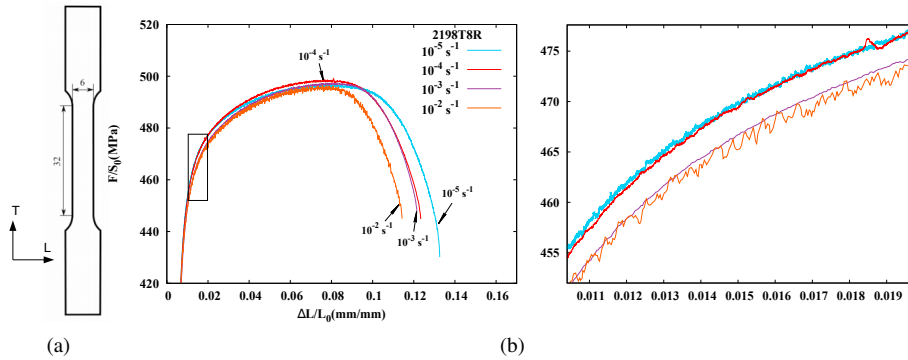 6
32
T
L
(a)
F/S₀(MPa)
520
500
480
460
440
420
0
0.02
0.04
0.06
0.08
0.1
0.12
0.14
0.16
ΔL/L₀(mm/mm)
2198T8R
10⁻⁵ s⁻¹
10⁻⁴ s⁻¹
10⁻³ s⁻¹
10⁻² s⁻¹
10⁻⁴ s⁻¹
10⁻⁵ s⁻¹
10⁻² s⁻¹
10⁻³ s⁻¹
475
470
465
460
455
0.011
0.012
0.013
0.014
0.015
0.016
0.017
0.018
0.019
(b)